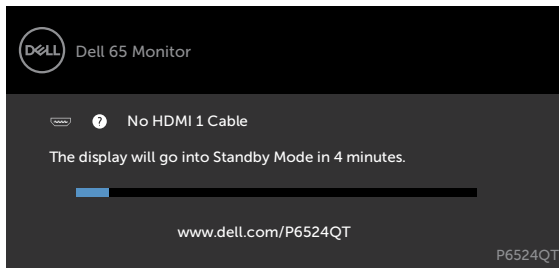 DELL
Dell 65 Monitor
? No HDMI 1 Cable
The display will go into Standby Mode in 4 minutes.
www.dell.com/P6524QT
P6524QT